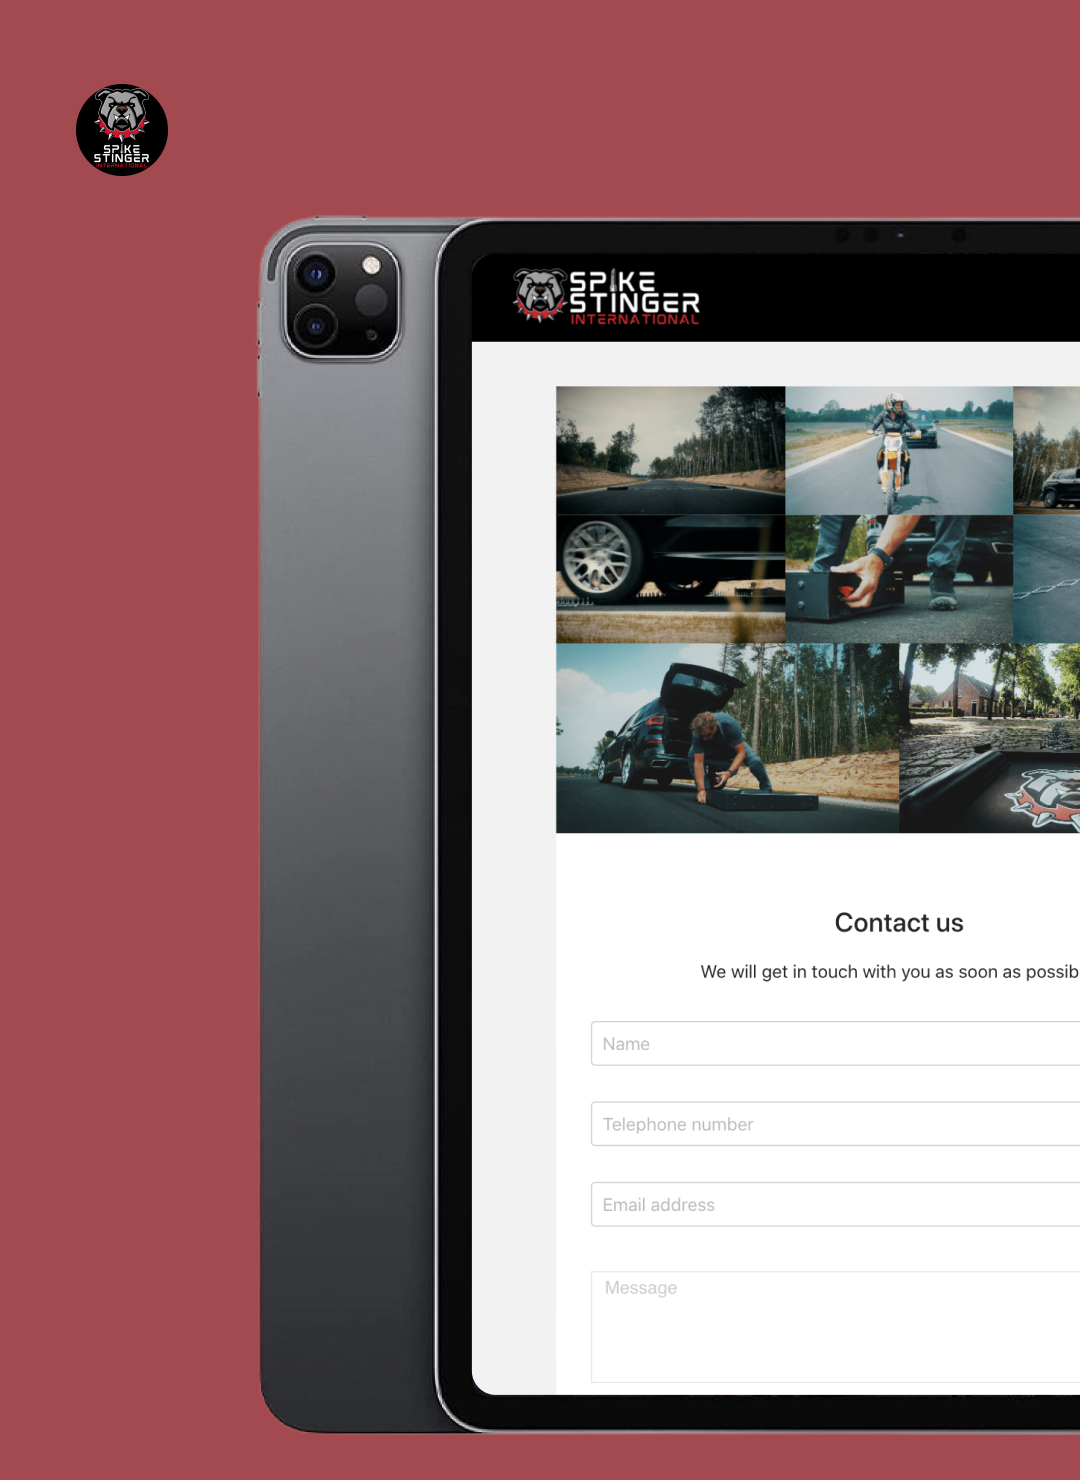 SPIKE
STINGER
INTERNATIONAL
SPIKE
STINGER
INTERNATIONAL
Contact us
We will get in touch with you as soon as possib
Name
Telephone number
Email address
Message